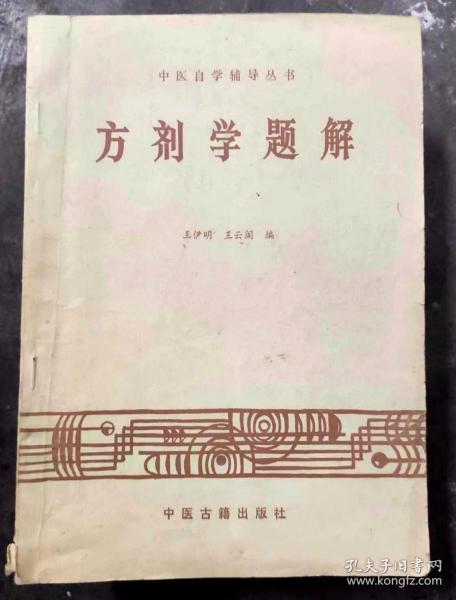 中医自学辅导丛书
方剂学题解
王伊明 王云阁 编
中医古籍出版社
孔夫子旧书网
www.kongfz.com